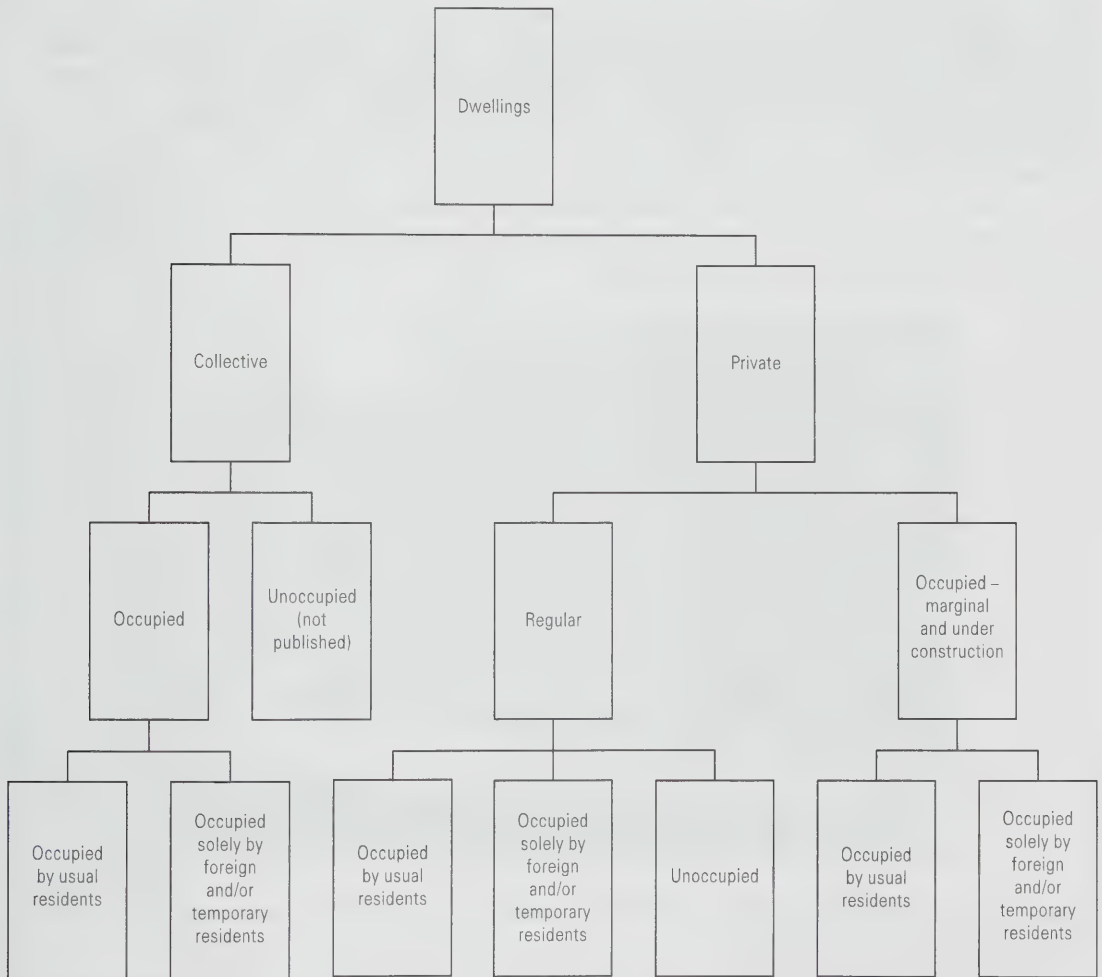 Dwellings
Collective
Private
Occupied
Unoccupied
(not
published)
Regular
Occupied –
marginal
and under
construction
Occupied
by usual
residents
Occupied
solely by
foreign
and/or
temporary
residents
Occupied
by usual
residents
Occupied
solely by
foreign
and/or
temporary
residents
Unoccupied
Occupied
by usual
residents
Occupied
solely by
foreign
and/or
temporary
residents